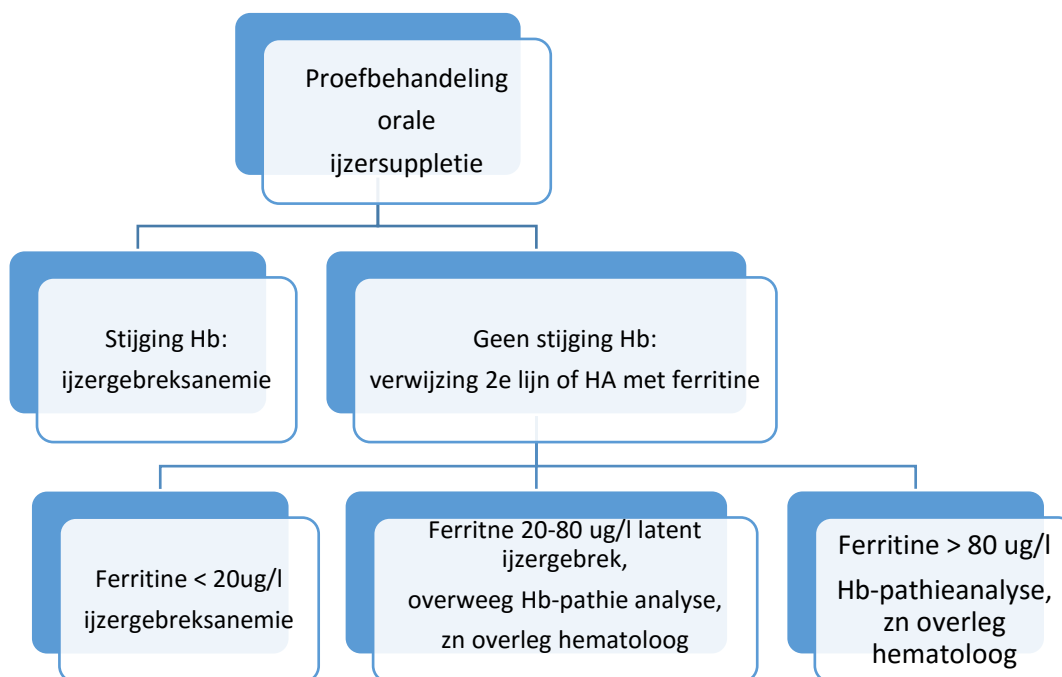 Proefbehandeling
orale
ijzersuppletie
Stijging Hb:
ijzergebreksanemie
Geen stijging Hb:
verwijzing 2e lijn of HA met ferritine
Ferritine < 20ug/l
ijzergebreksanemie
Ferritne 20-80 ug/l latent
ijzergebrek,
overweeg Hb-pathie analyse,
zn overleg hematoloog
Ferritine > 80 ug/l
Hb-pathieanalyse,
zn overleg
hematoloog